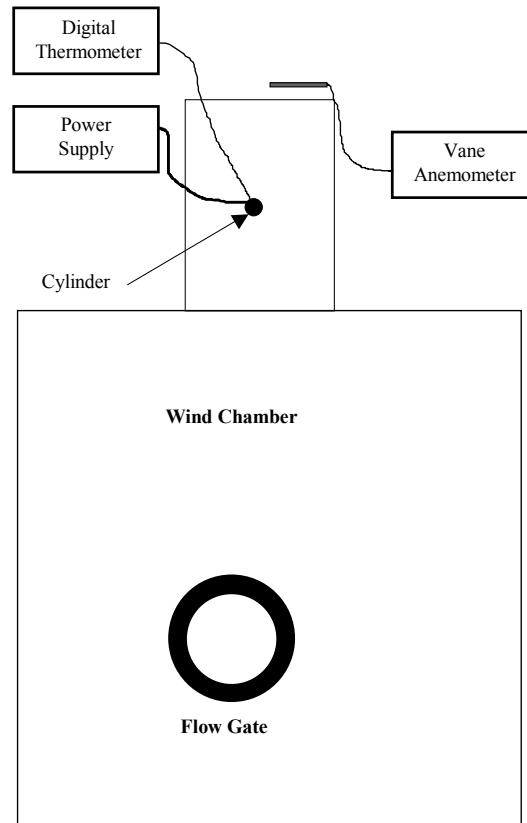 Digital
Thermometer
Power
Supply
Vane
Anemometer
Cylinder
Wind Chamber
Flow Gate